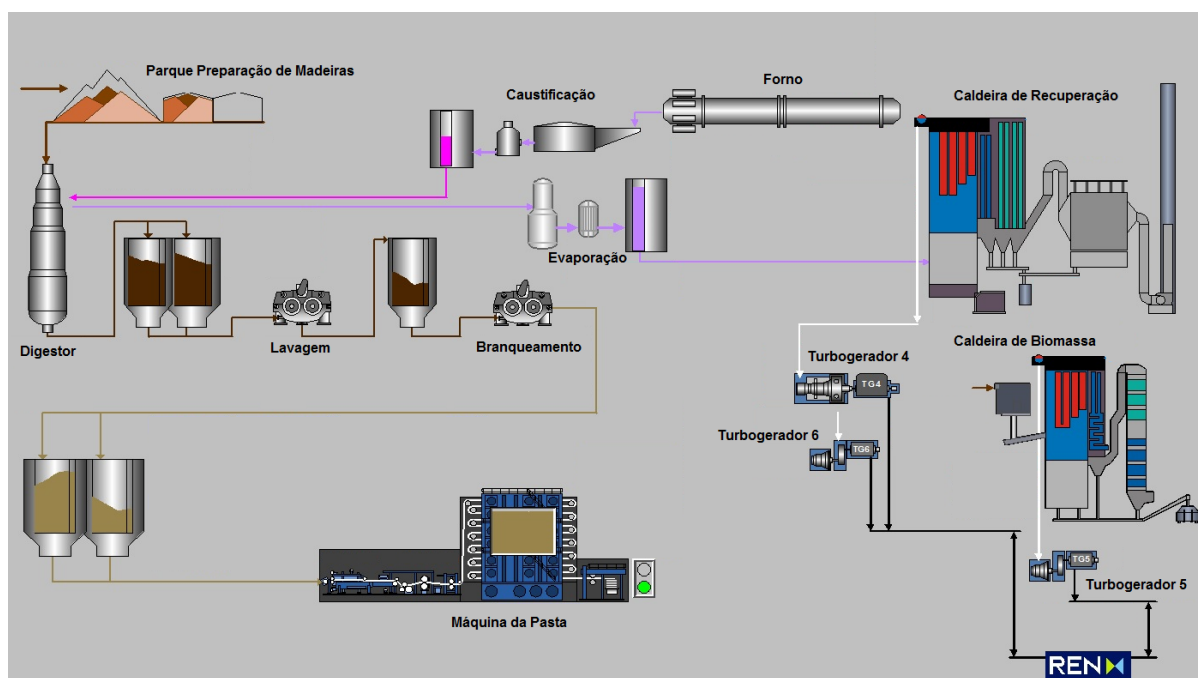 Parque Preparação de Madeiras
Forno
Caustificação
Caldeira de Recuperação
Evaporação
Digestor
Lavagem
Branqueamento
Caldeira de Biomassa
Turbogerador 4
TG4
Turbogerador 6
TG6
TG5
Turbogerador 5
Máquina da Pasta
REN